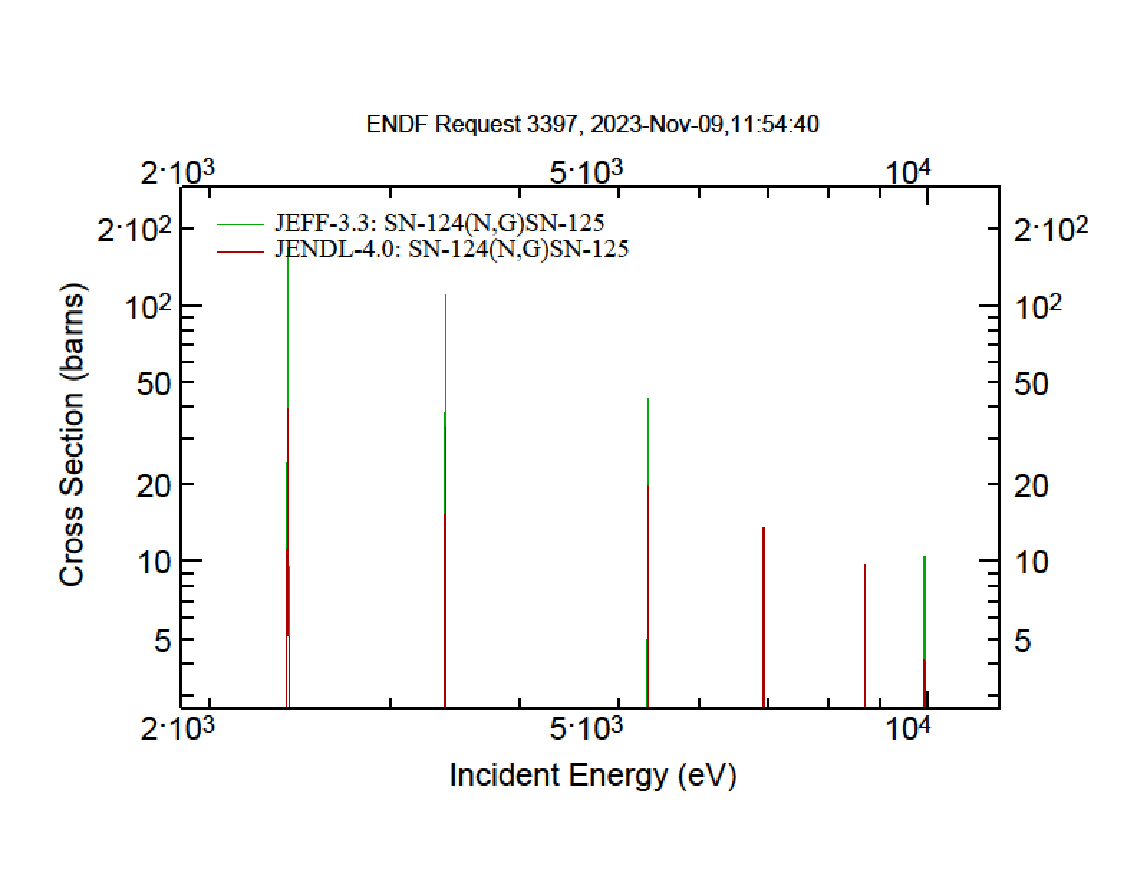 ENDF Request 3397, 2023-Nov-09,11:54:40
2·10³ 5·10³ 10⁴
JEFF-3.3: SN-124(N,G)SN-125
JENDL-4.0: SN-124(N,G)SN-125
2·10² 2·10²
10² 10²
50 50
20 20
10 10
5 5
Cross Section (barns)
2·10³ 5·10³ 10⁴
Incident Energy (eV)